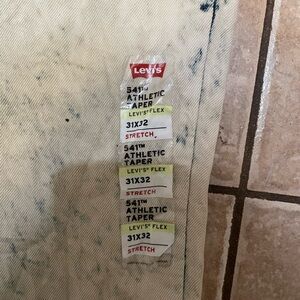 Levi's
541™
ATHLETIC
TAPER
LEVI'S® FLEX
31X32
STRETCH
541™
ATHLETIC
TAPER
LEVI'S® FLEX
31X32
STRETCH
541™
ATHLETIC
TAPER
LEVI'S® FLEX
31X32
STRETCH